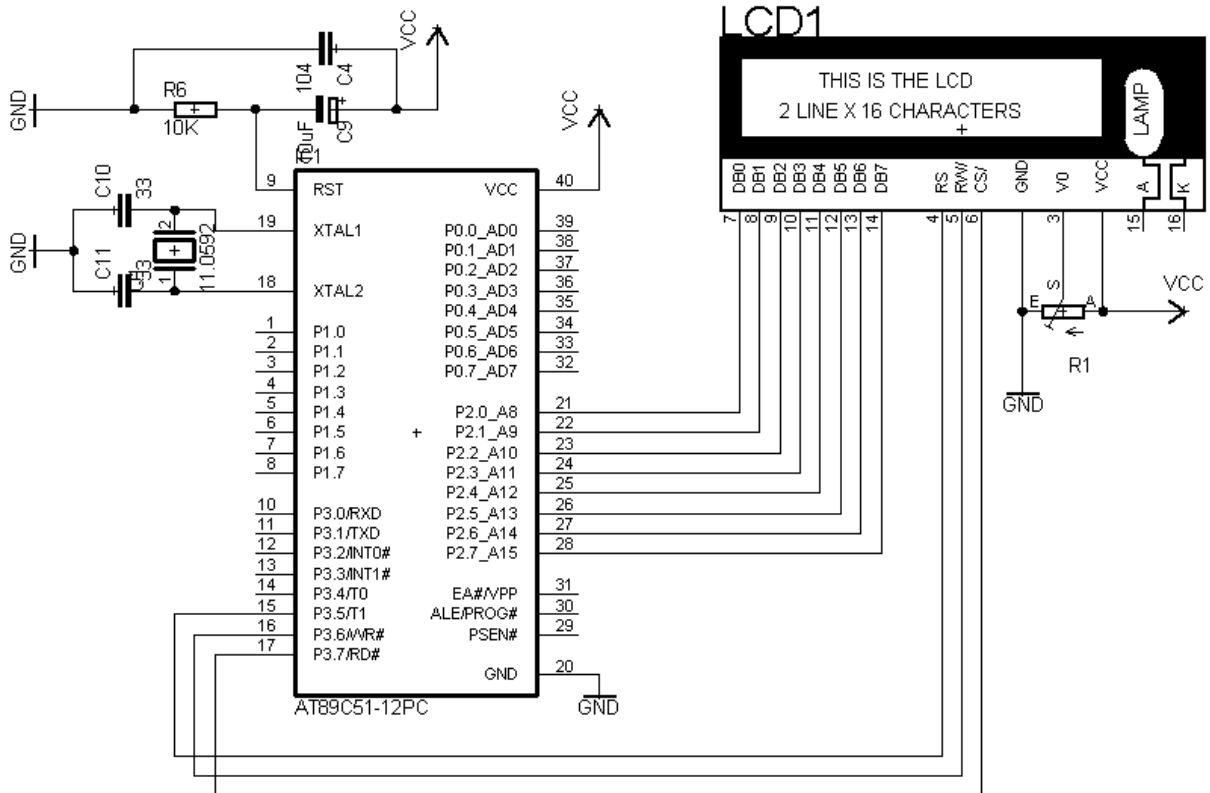 LCD1
THIS IS THE LCD
2 LINE X 16 CHARACTERS
LAMP
DB0
DB1
DB2
DB3
DB4
DB5
DB6
DB7
RS
R/W
CS/
GND
V0
VCC
A
K
7
8
9
10
11
12
13
14
4
5
6
3
15
16
VCC
104
C4
GND
R6
10K
C9
VCC
IC1
C10
33
GND
C11
33
2
1
11.0592
9
RST
19
XTAL1
18
XTAL2
1
P1.0
2
P1.1
3
P1.2
4
P1.3
5
P1.4
6
P1.5
7
P1.6
8
P1.7
10
P3.0/RXD
11
P3.1/TXD
12
P3.2/INT0#
13
P3.3/INT1#
14
P3.4/T0
15
P3.5/T1
16
P3.6/WR#
17
P3.7/RD#
VCC 40
P0.0_AD0 39
P0.1_AD1 38
P0.2_AD2 37
P0.3_AD3 36
P0.4_AD4 35
P0.5_AD5 34
P0.6_AD6 33
P0.7_AD7 32
P2.0_A8 21
P2.1_A9 22
P2.2_A10 23
P2.3_A11 24
P2.4_A12 25
P2.5_A13 26
P2.6_A14 27
P2.7_A15 28
EA#/VPP 31
ALE/PROG# 30
PSEN# 29
GND 20
AT89C51-12PC
GND
E
S
A
VCC
R1
GND